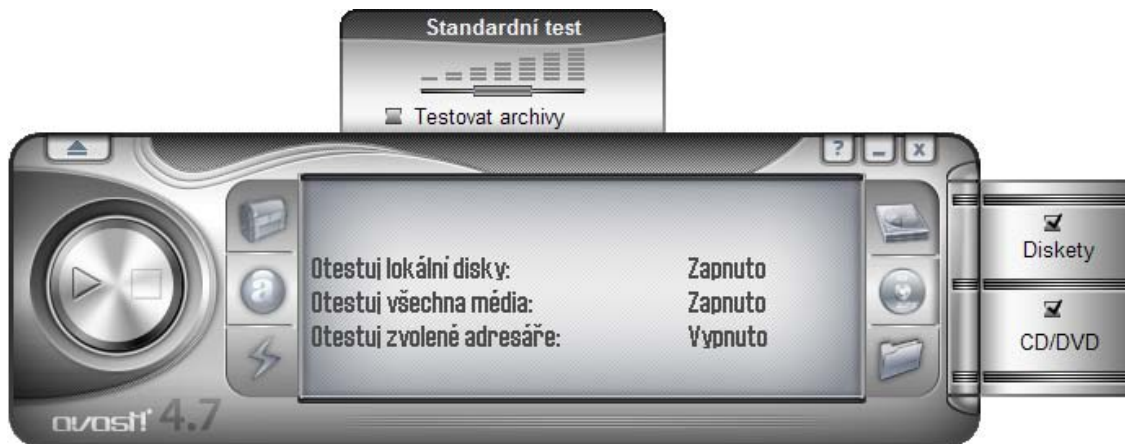 Standardní test
Testovat archivy
? _ x
Otestuj lokální disky: Zapnuto
Otestuj všechna média: Zapnuto
Otestuj zvolené adresáře: Vypnuto
Diskety
CD/DVD
a
avast! 4.7